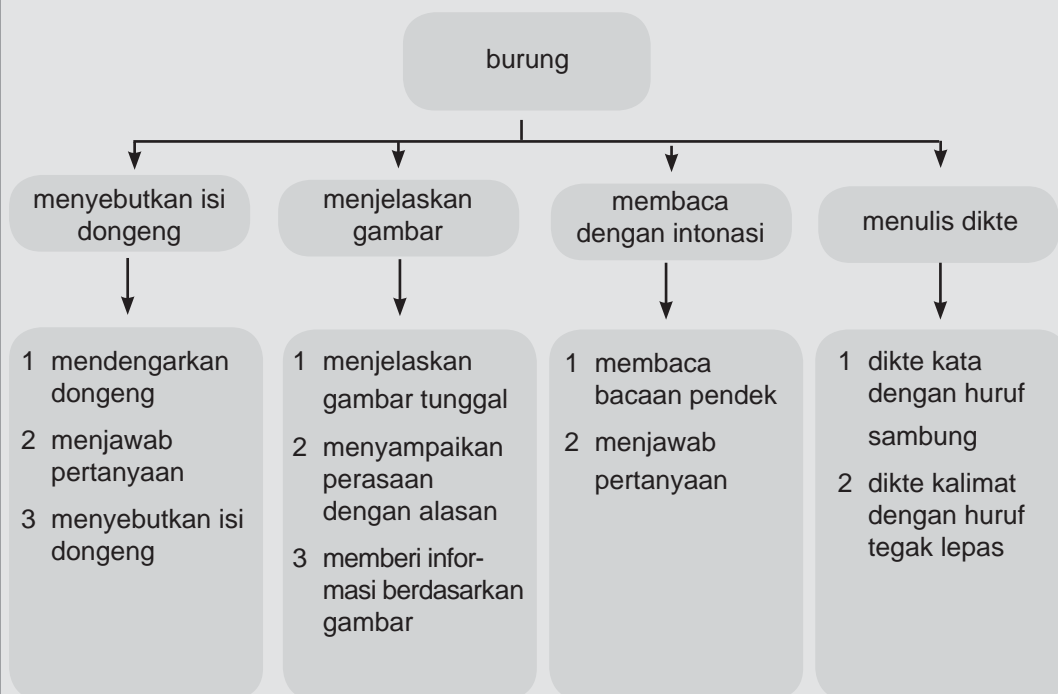 burung
menyebutkan isi
dongeng
menjelaskan
gambar
membaca
dengan intonasi
menulis dikte
1 mendengarkan
dongeng
2 menjawab
pertanyaan
3 menyebutkan isi
dongeng
1 menjelaskan
gambar tunggal
2 menyampaikan
perasaan
dengan alasan
3 memberi infor-
masi berdasarkan
gambar
1 membaca
bacaan pendek
2 menjawab
pertanyaan
1 dikte kata
dengan huruf
sambung
2 dikte kalimat
dengan huruf
tegak lepas